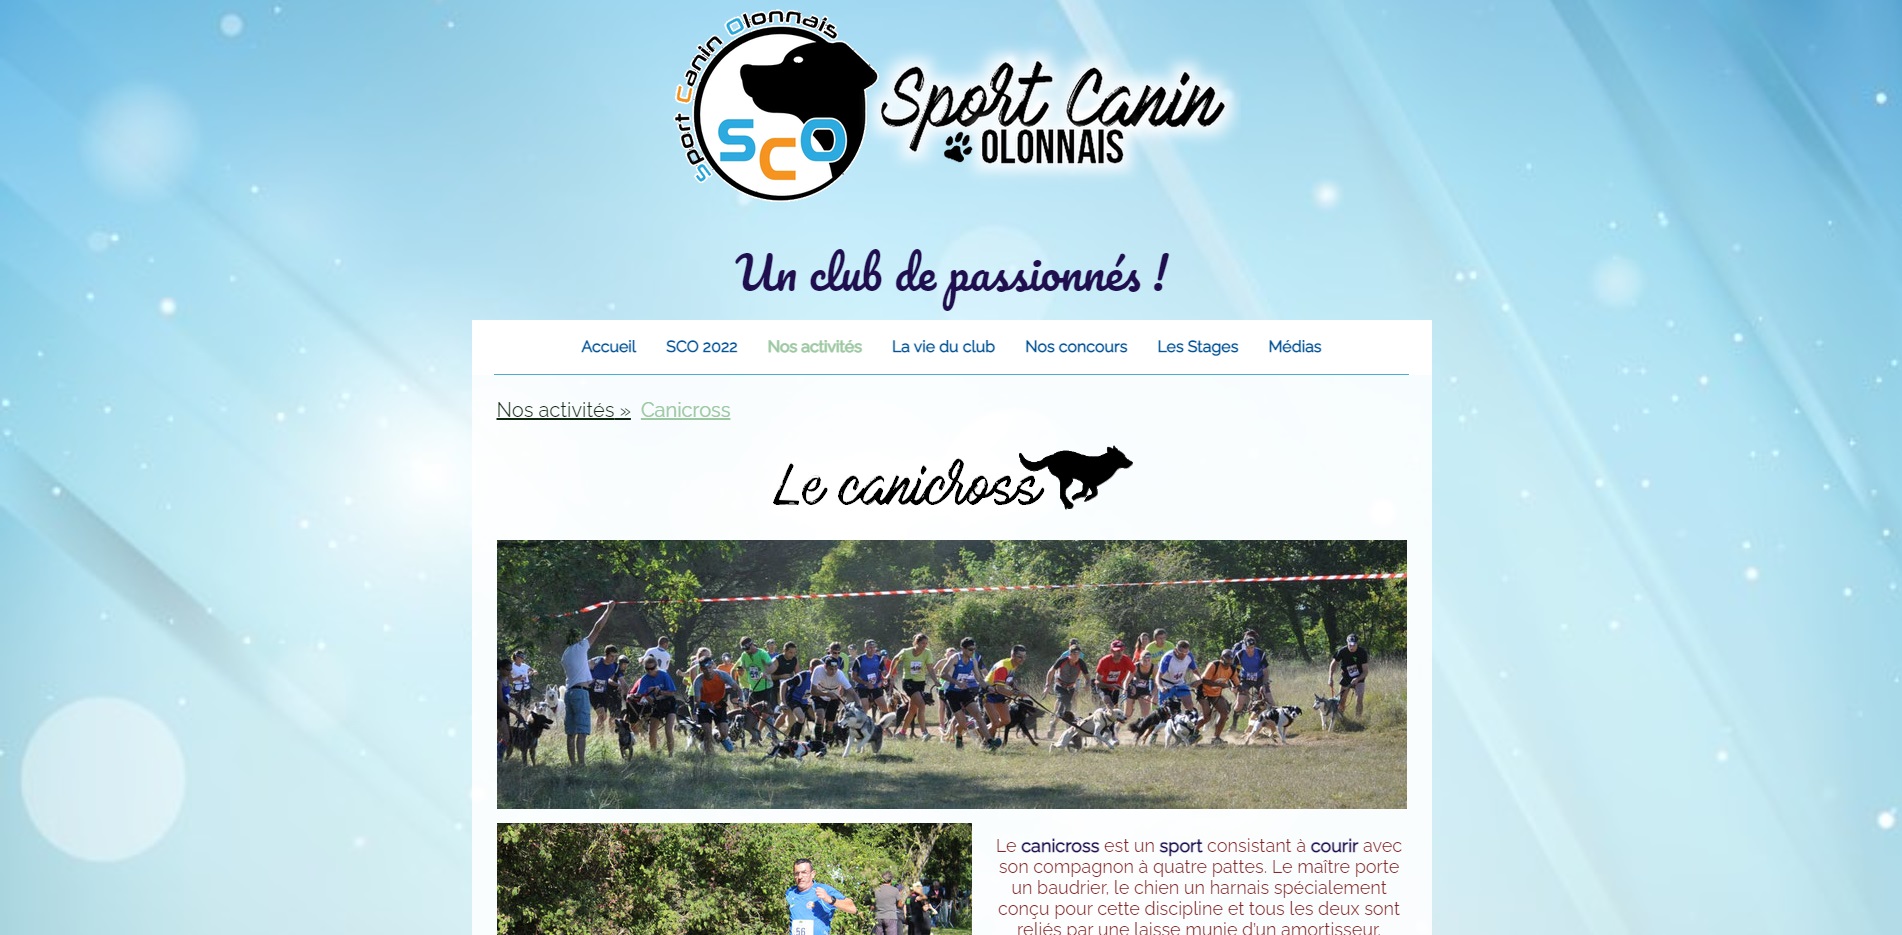 Sport Canin Olonnais
SCO
Sport Canin
OLONNAIS
Un club de passionnés !
Accueil SCO 2022 Nos activités La vie du club Nos concours Les Stages Médias
Nos activités » Canicross
Le canicross
Le canicross est un sport consistant à courir avec
son compagnon à quatre pattes. Le maître porte
un baudrier, le chien un harnais spécialement
conçu pour cette discipline et tous les deux sont
reliés par une laisse munie d'un amortisseur.
56